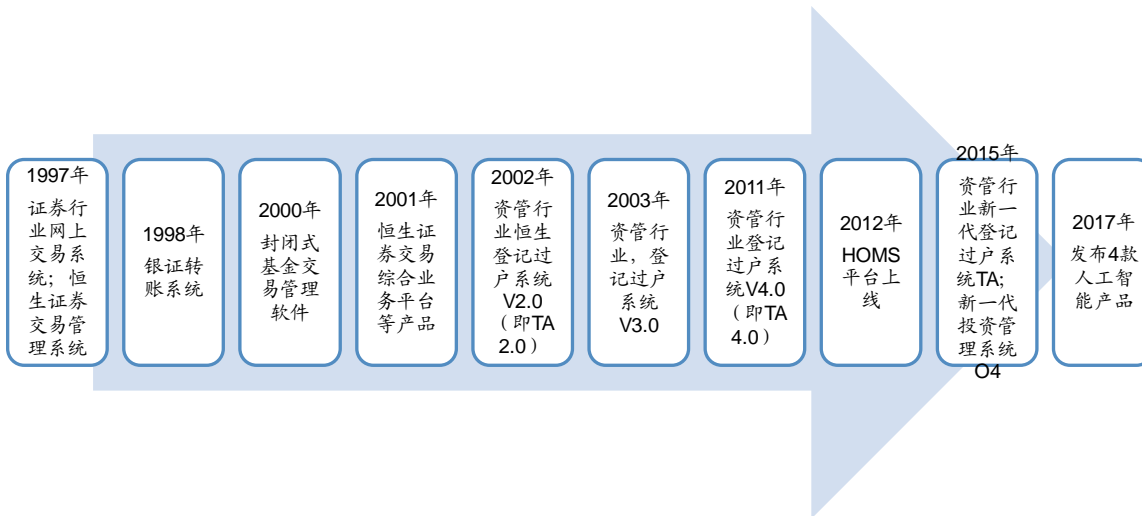 1997年
证券行
业网上
交易系
统；恒
生证券
交易管
理系统
1998年
银证转
账系统
2000年
封闭式
基金交
易管理
软件
2001年
恒生证
券交易
综合业
务平台
等产品
2002年
资管行
业恒生
登记过
户系统
V2.0
（即TA
2.0）
2003年
资管行
业，登
记过户
系统
V3.0
2011年
资管行
业登记
过户系
统V4.0
（即TA
4.0）
2012年
HOMS
平台上
线
2015年
资管行
业新一
代登记
过户系
统TA；
新一代
投资管
理系统
O4
2017年
发布4款
人工智
能产品